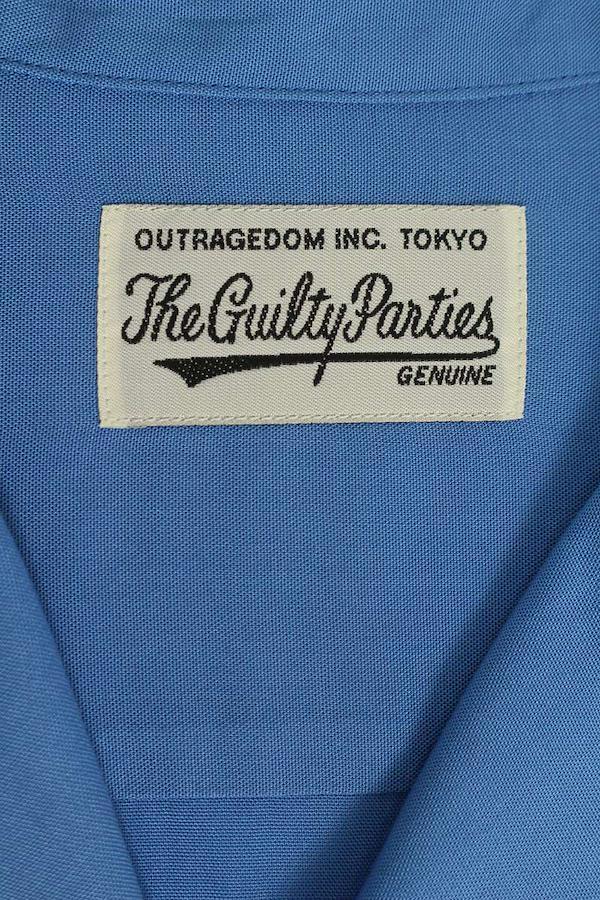 OUTRAGEDOM INC. TOKYO
The Guilty Parties
GENUINE